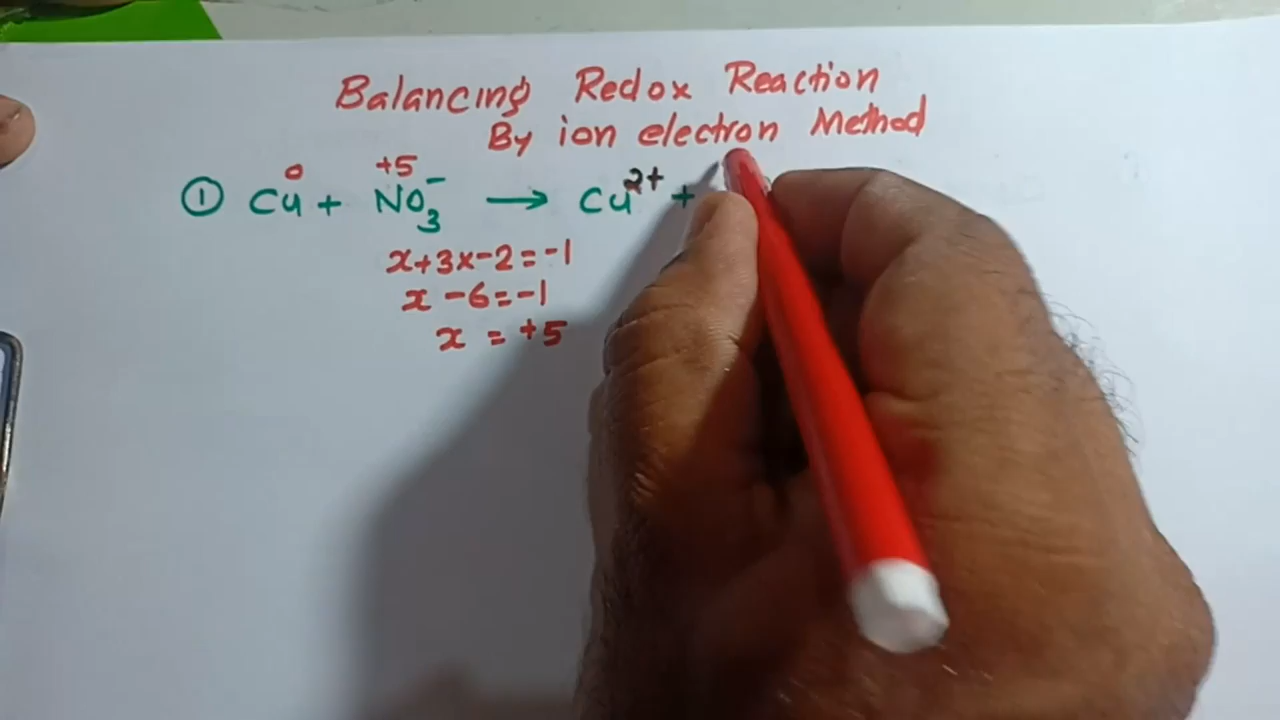 Balancing Redox Reaction
By ion electron Method
0 +5
① Cu + NO₃⁻ → Cu²⁺ +
x+3x-2=-1
x -6=-1
x = +5